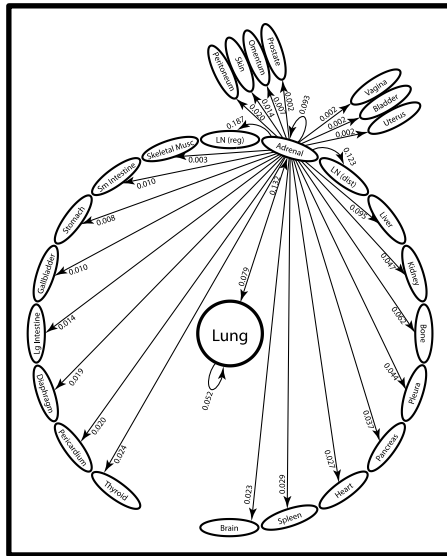 Prostate
Omentum
Skin
Peritoneum
0.002
0.007
0.014
0.020
0.093
Vagina
Bladder
Uterus
0.002
0.002
0.002
0.187
LN (reg)
Adrenal
0.123
LN (dist)
Skeletal Musc
0.003
Sm Intestine
0.010
0.132
Liver
0.095
Stomach
0.008
Kidney
0.047
Gallbladder
0.010
0.079
Bone
0.062
Lg Intestine
0.014
Lung
0.052
Pleura
0.044
Diaphragm
0.019
Pericardium
0.020
Pancreas
0.037
Thyroid
0.024
Heart
0.027
Spleen
0.029
Brain
0.023